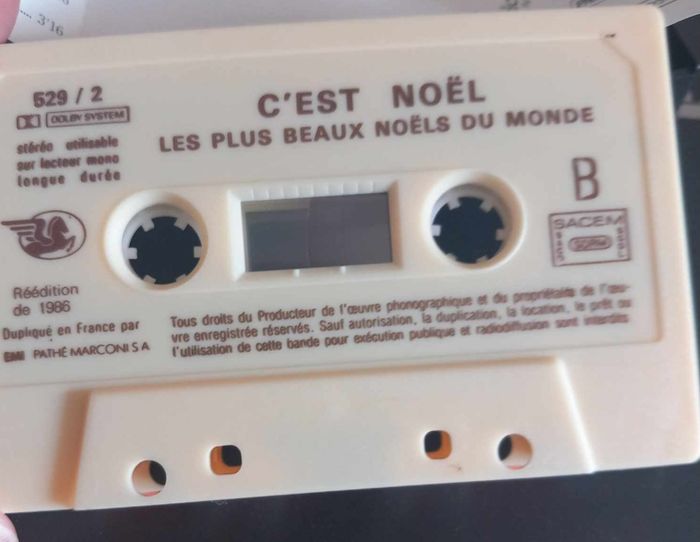 3'16
529 / 2
DOLBY SYSTEM
stéréo utilisable
sur lecteur mono
longue durée
C'EST NOËL
LES PLUS BEAUX NOËLS DU MONDE
B
SACEM
Réédition
de 1986
Dupliqué en France par
EMI PATHÉ MARCONI S A
Tous droits du Producteur de l'œuvre phonographique et du propriétaire de l'œu-
vre enregistrée réservés. Sauf autorisation, la duplication, la location, le prêt ou
l'utilisation de cette bande pour exécution publique et radiodiffusion sont interdits